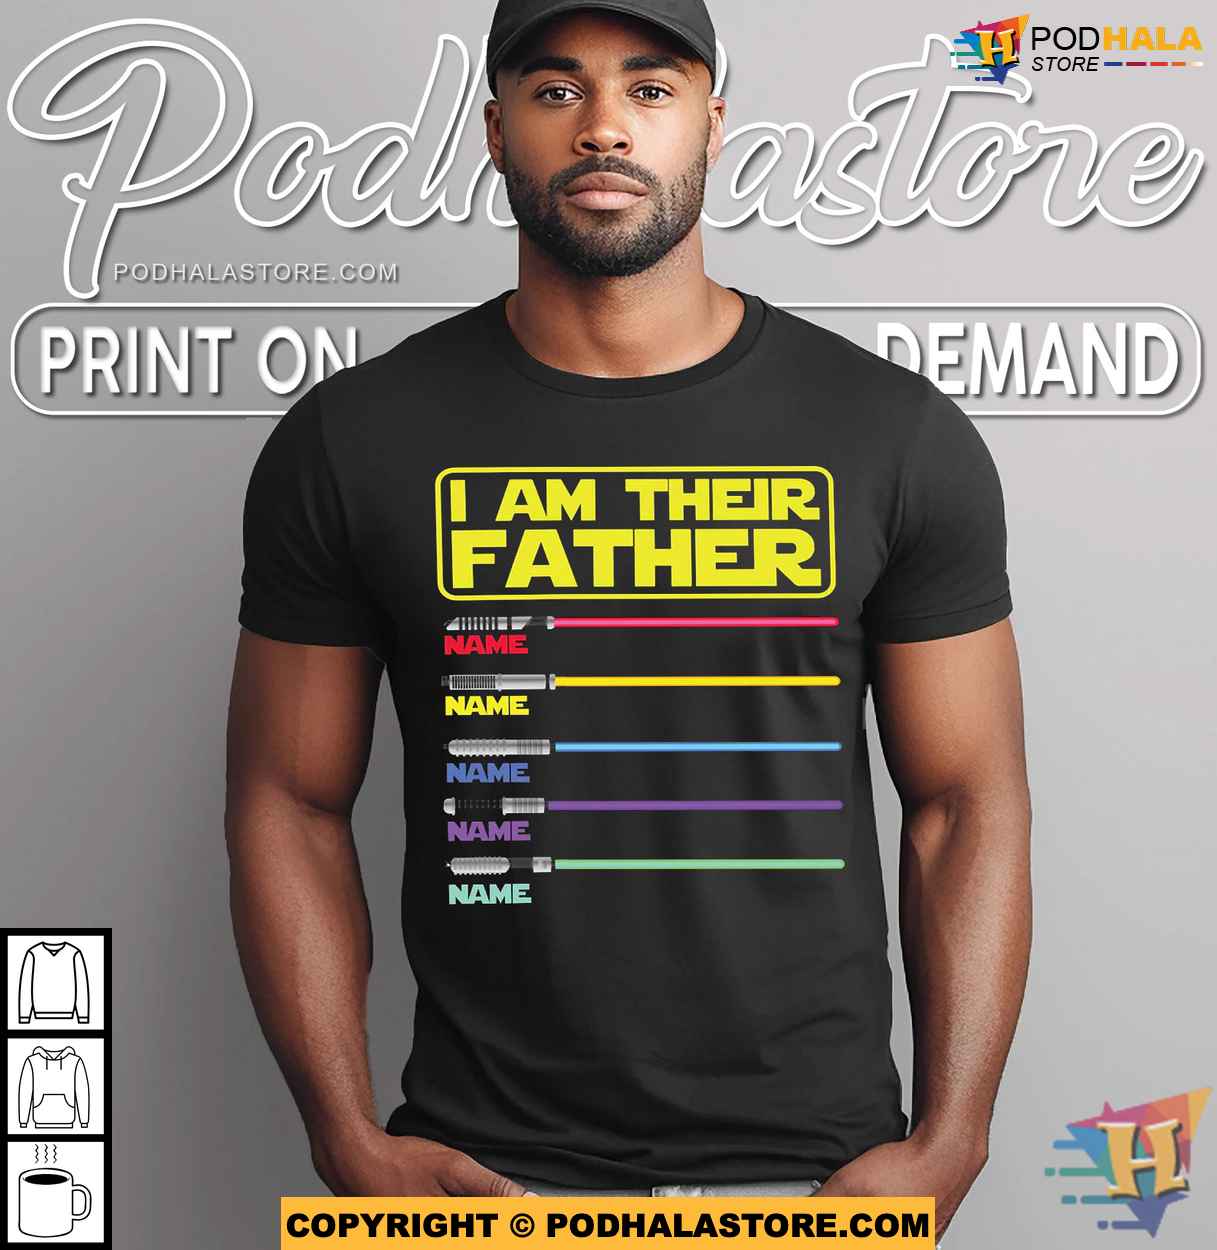 PODHALA
STORE
Podhalastore
PODHALASTORE.COM
PRINT ON DEMAND
I AM THEIR
FATHER
NAME
NAME
NAME
NAME
NAME
H
COPYRIGHT © PODHALASTORE.COM